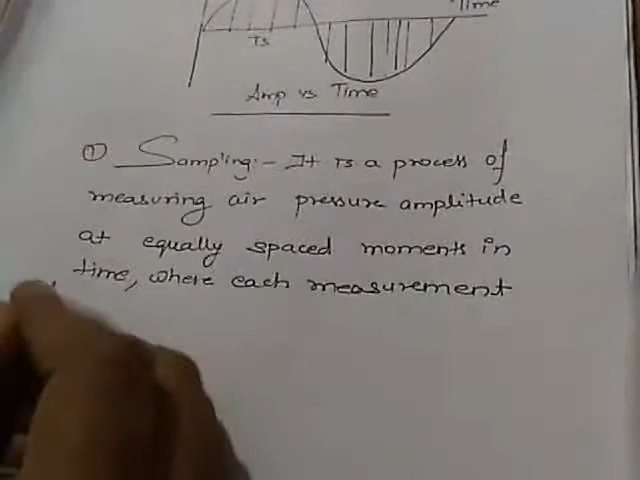 Time
Ts
Amp vs Time
① Sampling:- It is a process of
measuring air pressure amplitude
at equally spaced moments in
time, where each measurement